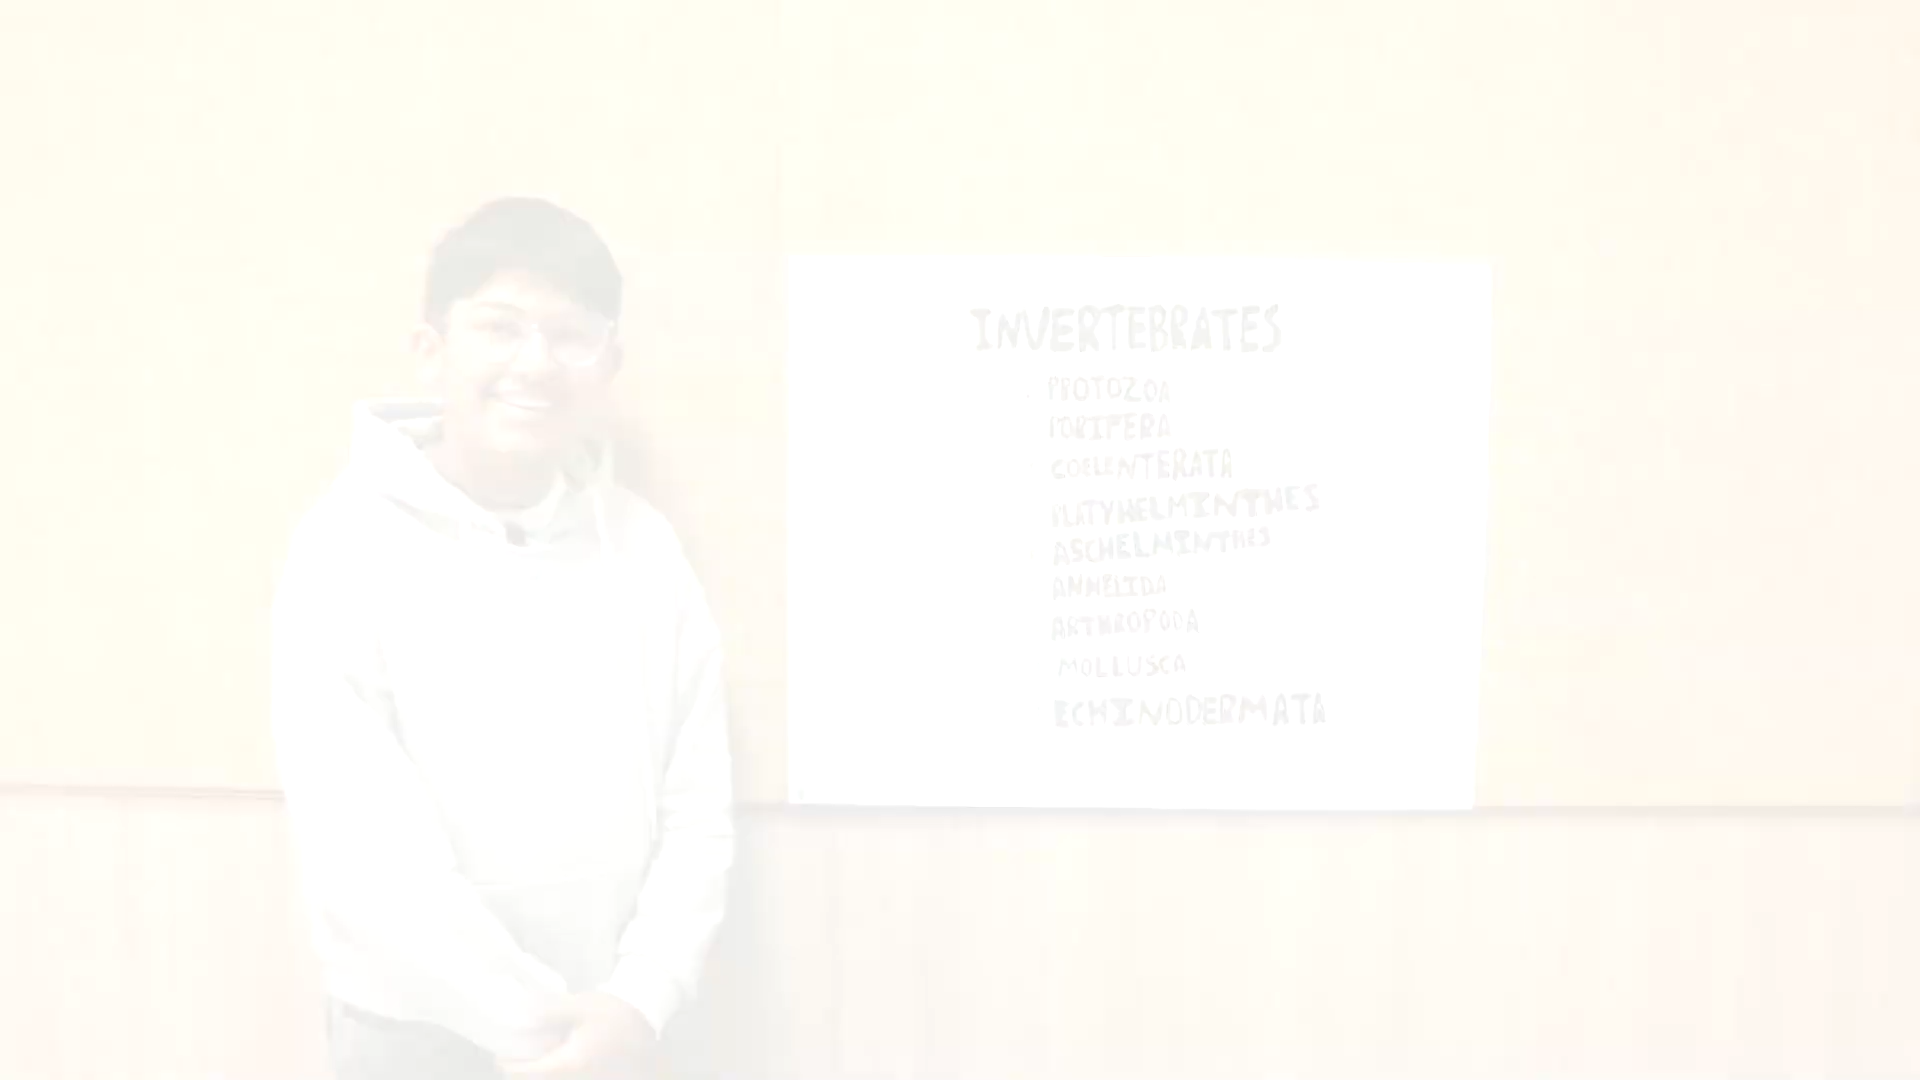 INVERTEBRATES
PROTOZOA
PORIFERA
COELENTERATA
PLATYHELMINTHES
ASCHELMINTHES
ANNELIDA
ARTHROPODA
MOLLUSCA
ECHINODERMATA